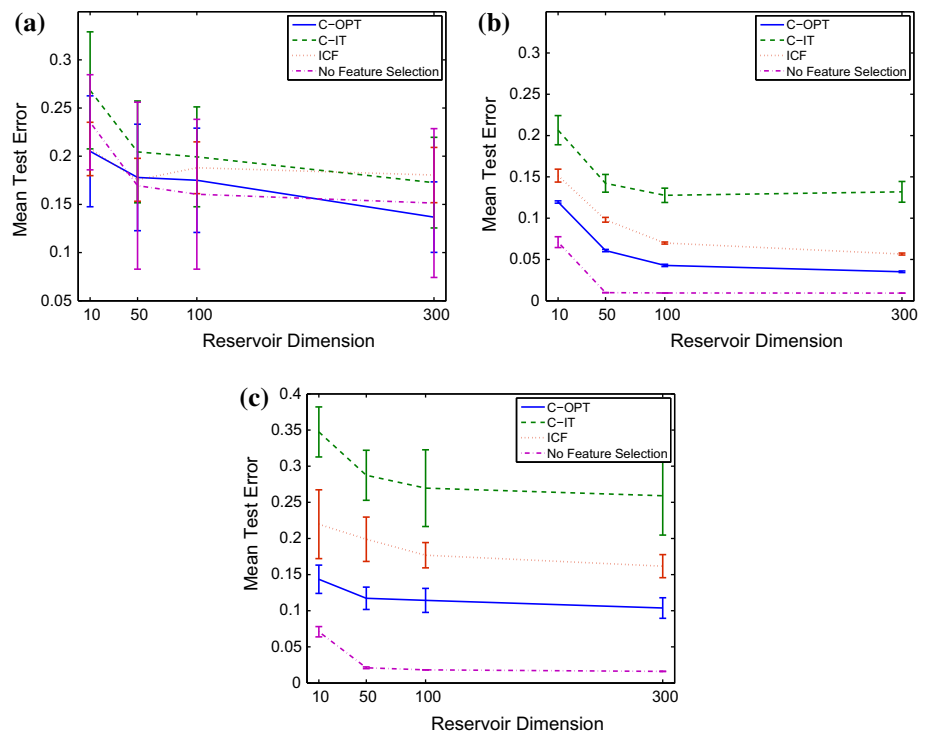 (a)
C-OPT
C-IT
ICF
No Feature Selection
Mean Test Error
0.3
0.25
0.2
0.15
0.1
0.05
10
50
100
300
Reservoir Dimension
(b)
C-OPT
C-IT
ICF
No Feature Selection
Mean Test Error
0.3
0.25
0.2
0.15
0.1
0.05
0
10
50
100
300
Reservoir Dimension
(c)
C-OPT
C-IT
ICF
No Feature Selection
Mean Test Error
0.4
0.35
0.3
0.25
0.2
0.15
0.1
0.05
0
10
50
100
300
Reservoir Dimension